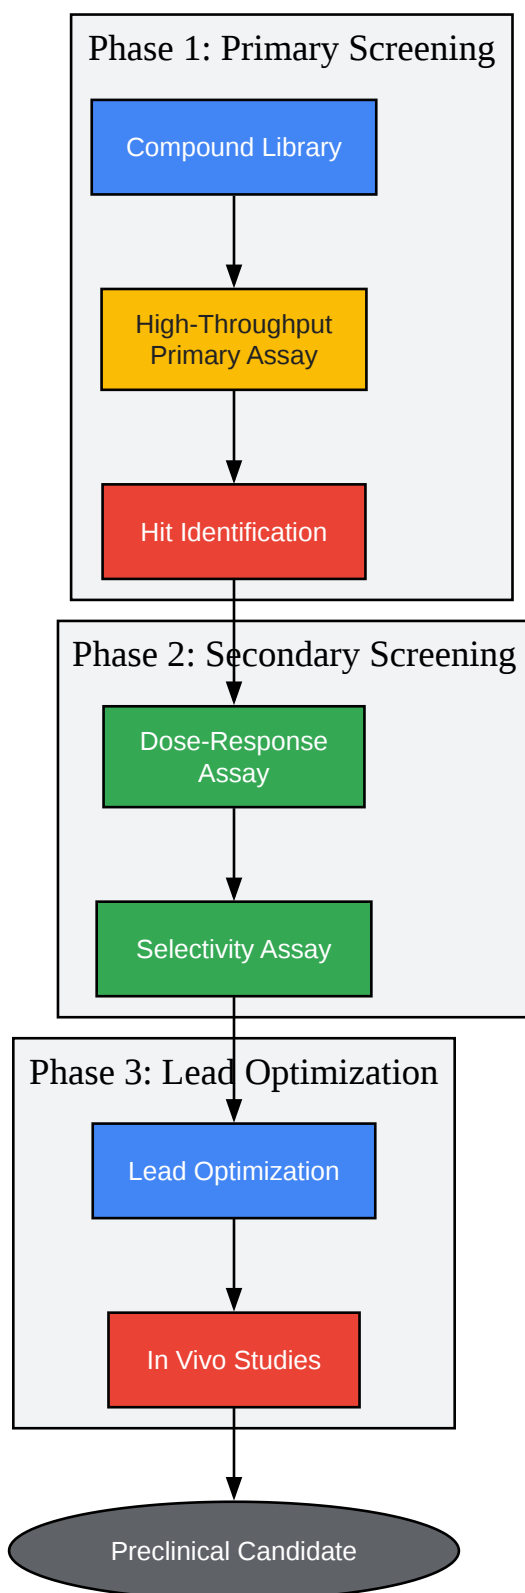 Phase 1: Primary Screening
Compound Library
High-Throughput
Primary Assay
Hit Identification
Phase 2: Secondary Screening
Dose-Response
Assay
Selectivity Assay
Phase 3: Lead Optimization
Lead Optimization
In Vivo Studies
Preclinical Candidate